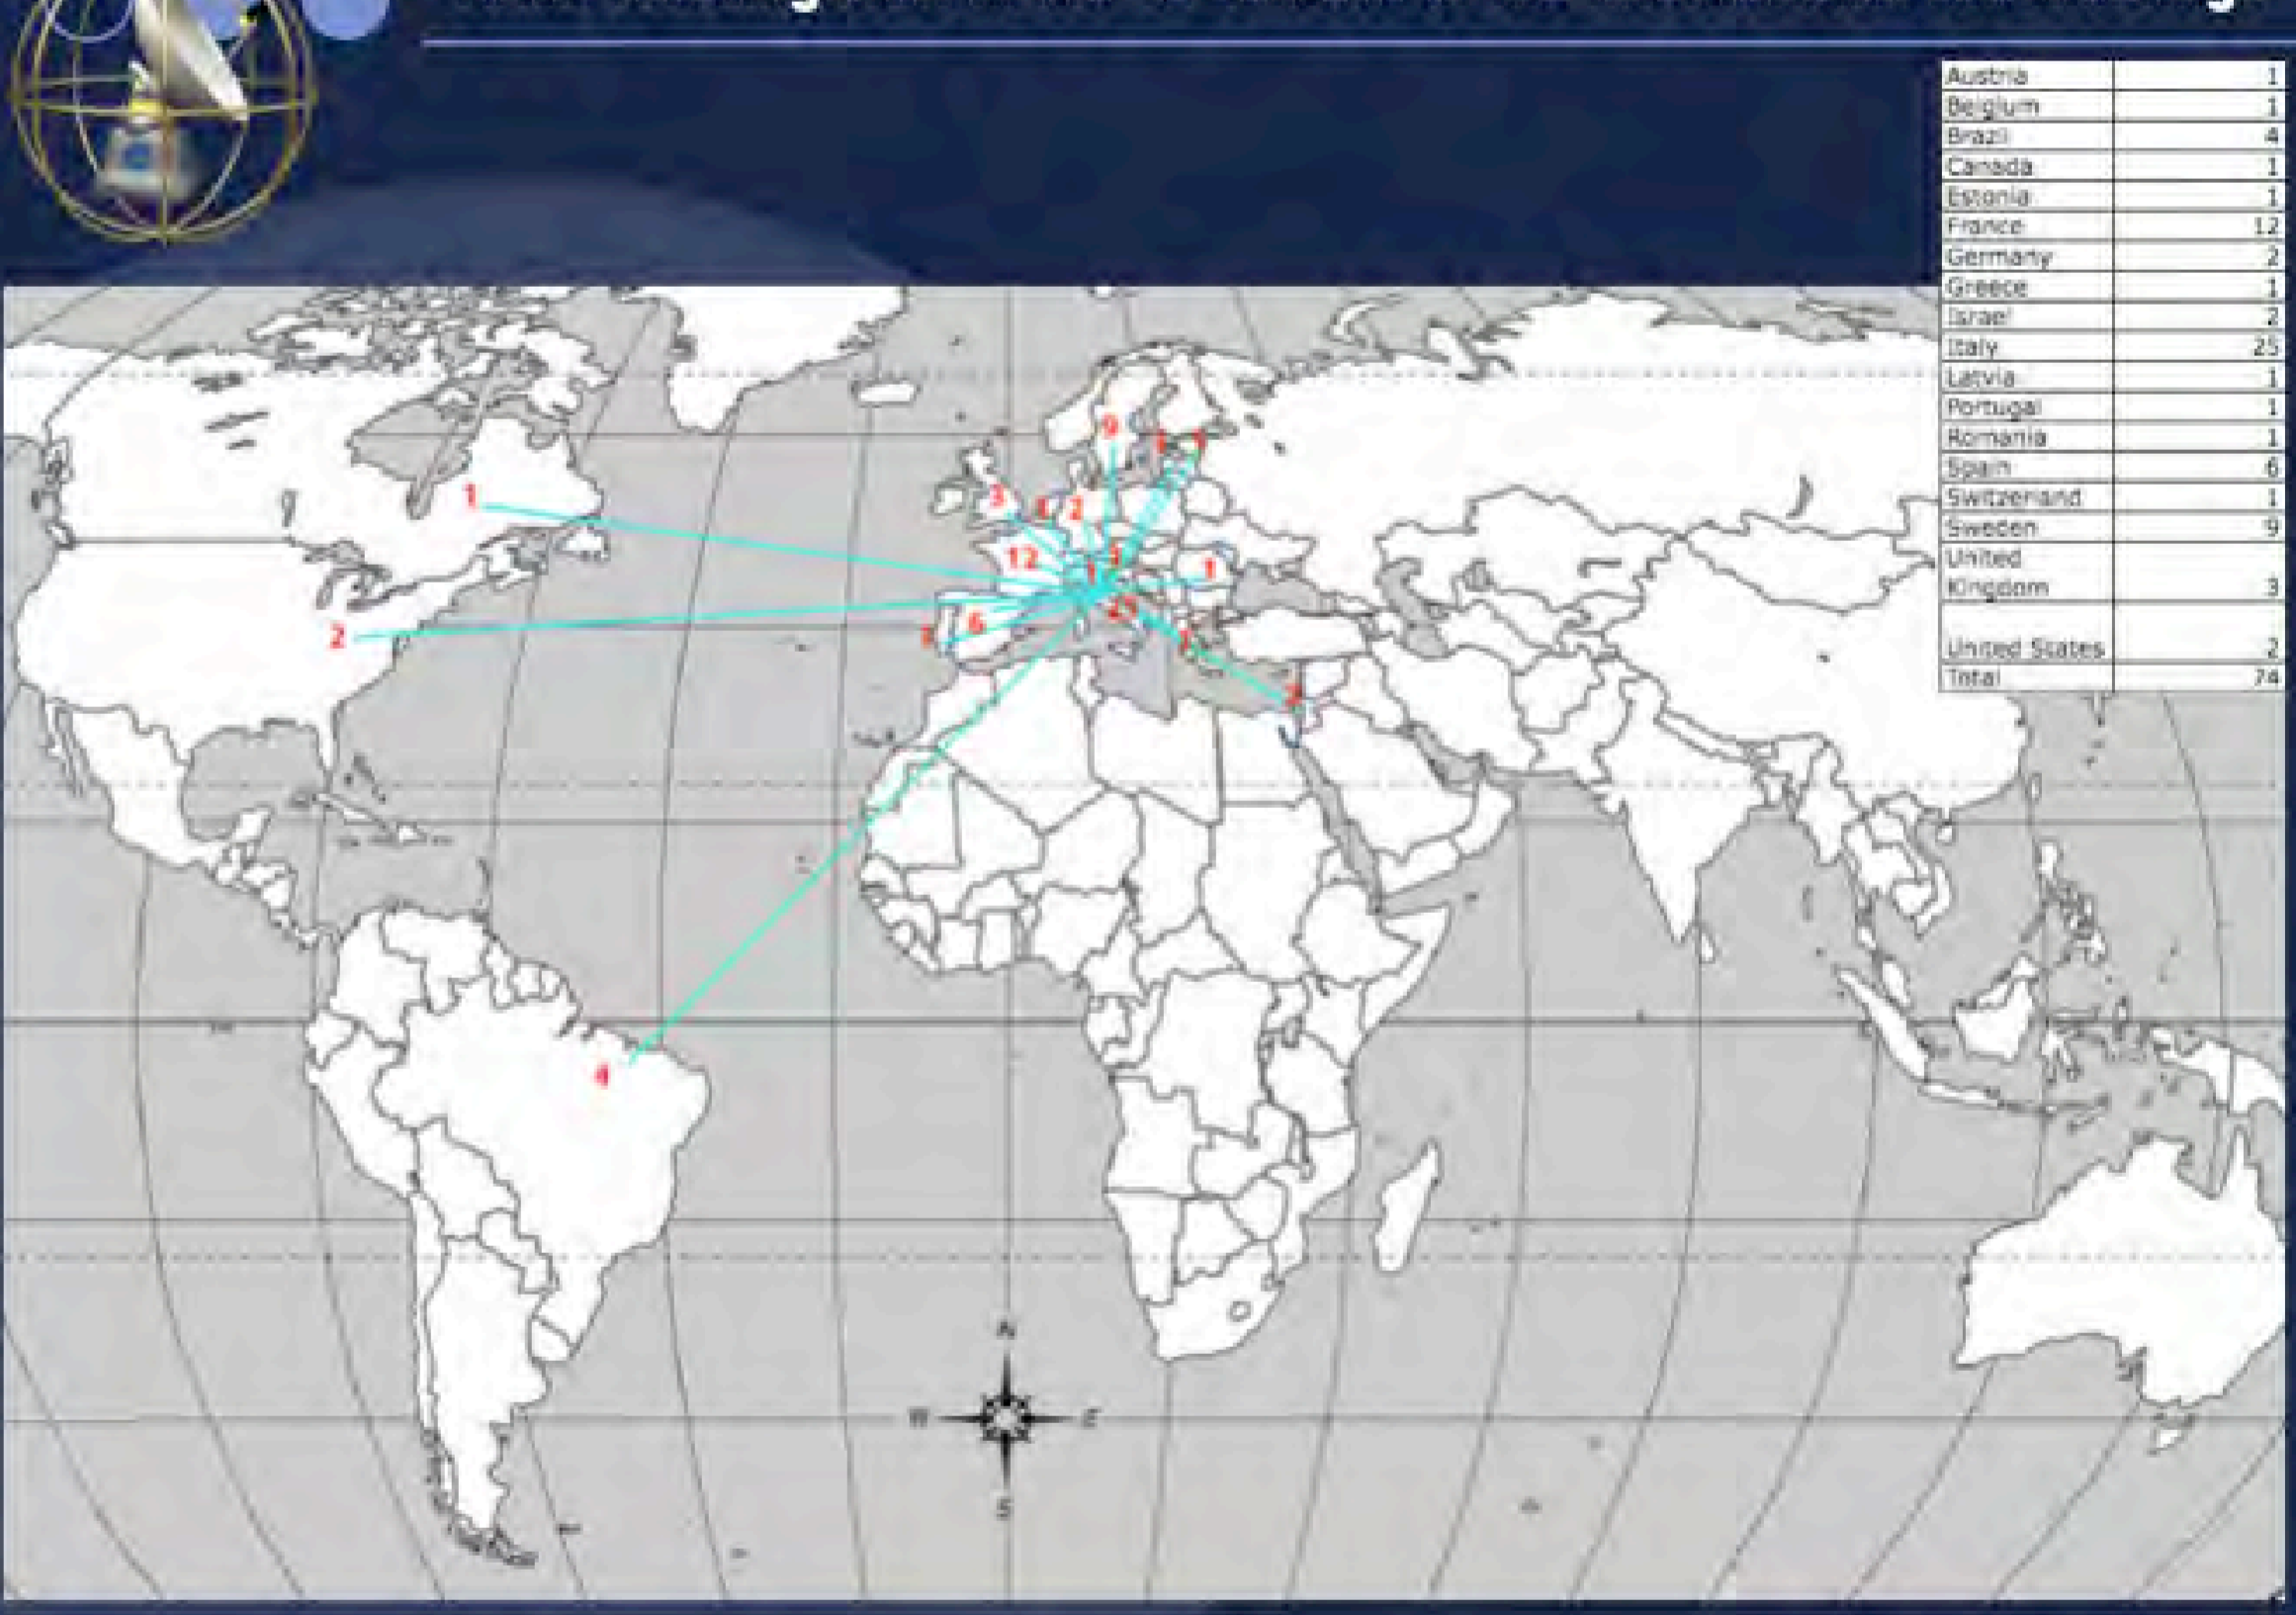 Austria 1
Belgium 1
Brazil 4
Canada 1
Estonia 1
France 12
Germany 2
Greece 1
Israel 2
Italy 25
Latvia 1
Portugal 1
Romania 1
Spain 6
Switzerland 1
Sweden 9
United
Kingdom 3
United States 2
Total 74
9
1
3
2
12
1
1
2
6
25
2
4
N
W E
S